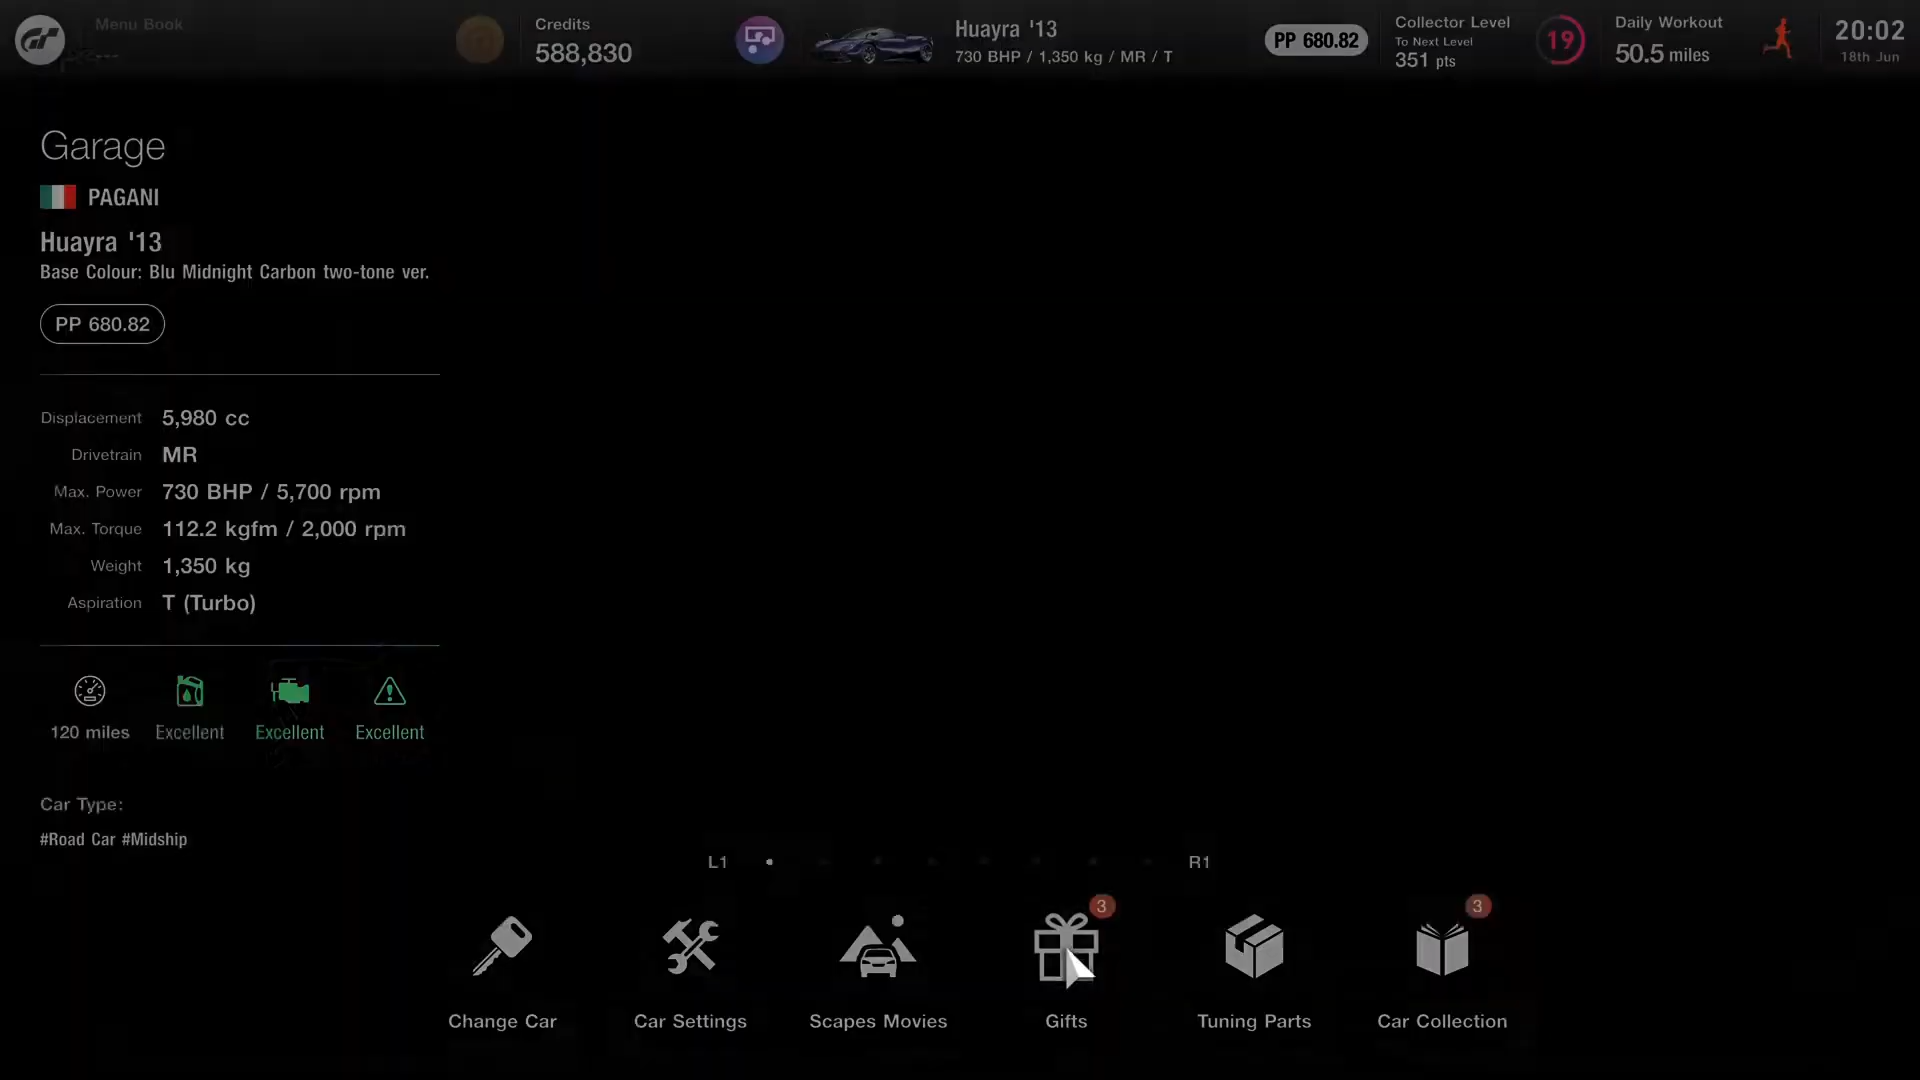 Menu Book
Credits
588,830
Huayra '13
730 BHP / 1,350 kg / MR / T
PP 680.82
Collector Level
To Next Level
351 pts
19
Daily Workout
50.5 miles
20:02
18th Jun
Garage
PAGANI
Huayra '13
Base Colour: Blu Midnight Carbon two-tone ver.
PP 680.82
Displacement 5,980 cc
Drivetrain MR
Max. Power 730 BHP / 5,700 rpm
Max. Torque 112.2 kgfm / 2,000 rpm
Weight 1,350 kg
Aspiration T (Turbo)
120 miles Excellent Excellent Excellent
Car Type:
#Road Car #Midship
L1 R1
3 3
Change Car Car Settings Scapes Movies Gifts Tuning Parts Car Collection